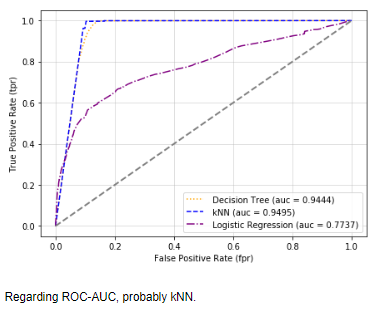 1.0
0.8
0.6
0.4
0.2
0.0
True Positive Rate (tpr)
Decision Tree (auc = 0.9444)
kNN (auc = 0.9495)
Logistic Regression (auc = 0.7737)
0.0 0.2 0.4 0.6 0.8 1.0
False Positive Rate (fpr)
Regarding ROC-AUC, probably kNN.